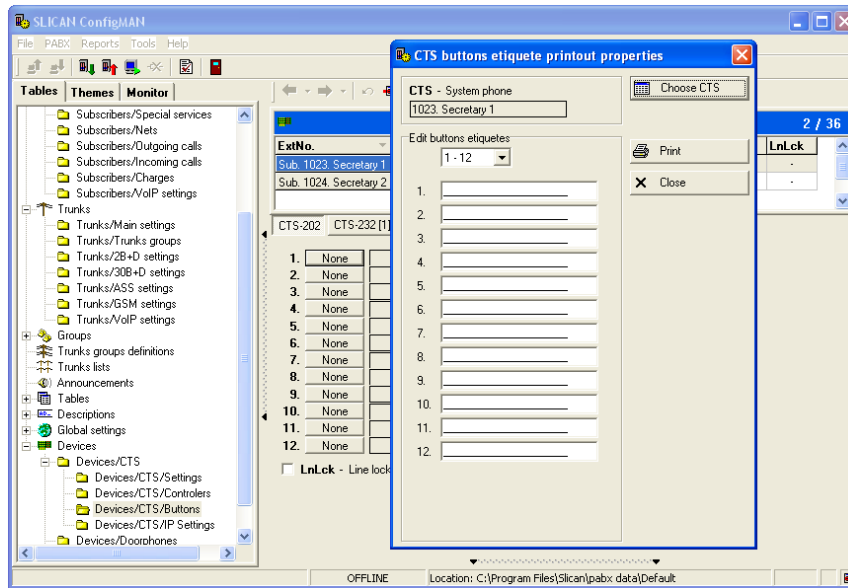 SLICAN ConfigMAN
File PABX Reports Tools Help
Tables Themes Monitor
Subscribers/Special services
Subscribers/Nets
Subscribers/Outgoing calls
Subscribers/Incoming calls
Subscribers/Charges
Subscribers/VoIP settings
Trunks
Trunks/Main settings
Trunks/Trunks groups
Trunks/2B+D settings
Trunks/30B+D settings
Trunks/ASS settings
Trunks/GSM settings
Trunks/VoIP settings
Groups
Trunks groups definitions
Trunks lists
Announcements
Tables
Descriptions
Global settings
Devices
Devices/CTS
Devices/CTS/Settings
Devices/CTS/Controlers
Devices/CTS/Buttons
Devices/CTS/IP Settings
Devices/Doorphones
2 / 36
ExtNo. LnLck
Sub. 1023. Secretary 1 -
Sub. 1024. Secretary 2 -
CTS-202 CTS-232 [1]
1. None
2. None
3. None
4. None
5. None
6. None
7. None
8. None
9. None
10. None
11. None
12. None
LnLck - Line lock
CTS buttons etiquete printout properties
CTS - System phone
1023. Secretary 1
Choose CTS
Print
Close
Edit buttons etiquetes
1 - 12
1.
2.
3.
4.
5.
6.
7.
8.
9.
10.
11.
12.
OFFLINE Location: C:\Program Files\Slican\pabx data\Default